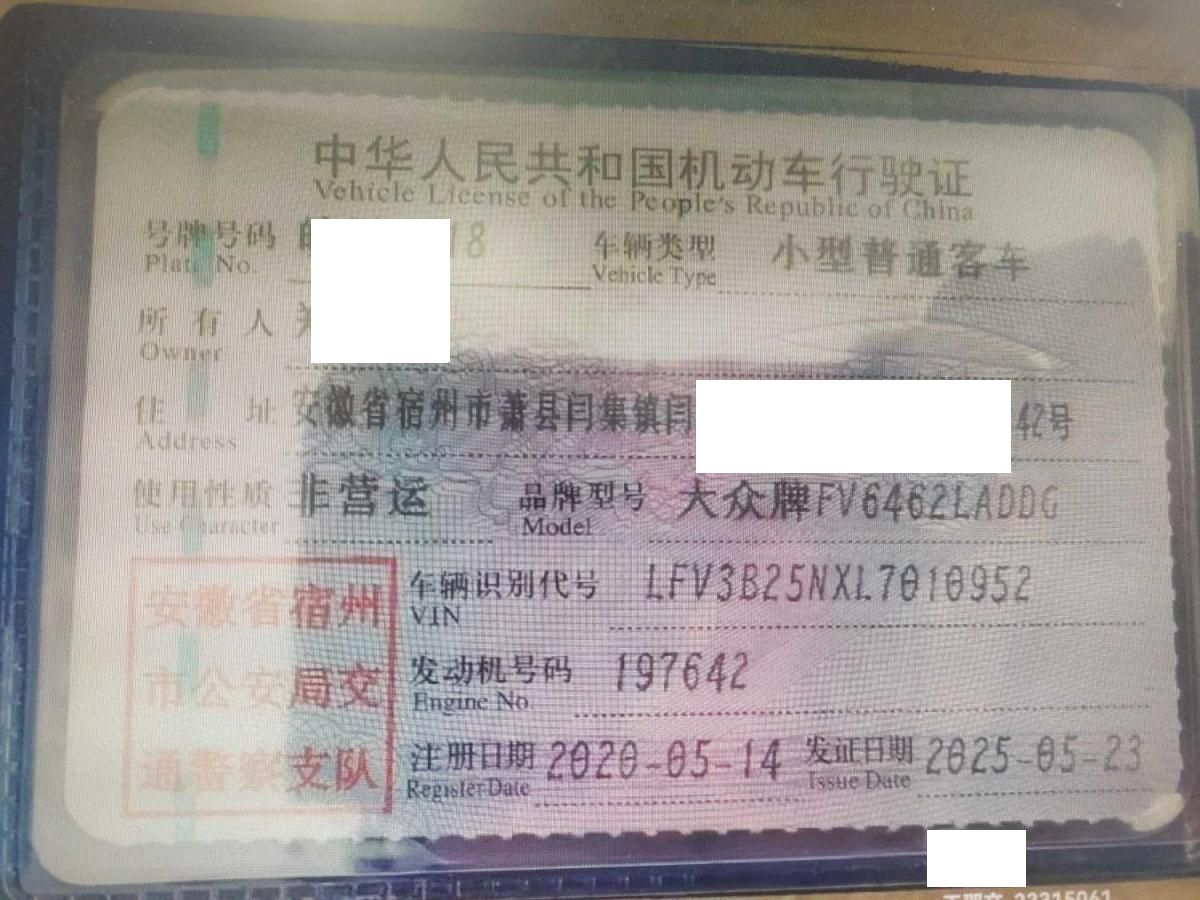 中华人民共和国机动车行驶证
Vehicle License of the People's Republic of China
号牌号码 18 车辆类型 小型普通客车
Plate No. Vehicle Type
所有人
Owner
住址 安徽省宿州市萧县闫集镇闫 42号
Address
使用性质 非营运 品牌型号 大众牌FV6462LADDG
Use Character Model
安徽省宿州 车辆识别代号 LFV3B25NXL7010952
VIN
市公安局交 发动机号码 197642
Engine No.
通警察支队 注册日期 2020-05-14 发证日期 2025-05-23
Register Date Issue Date